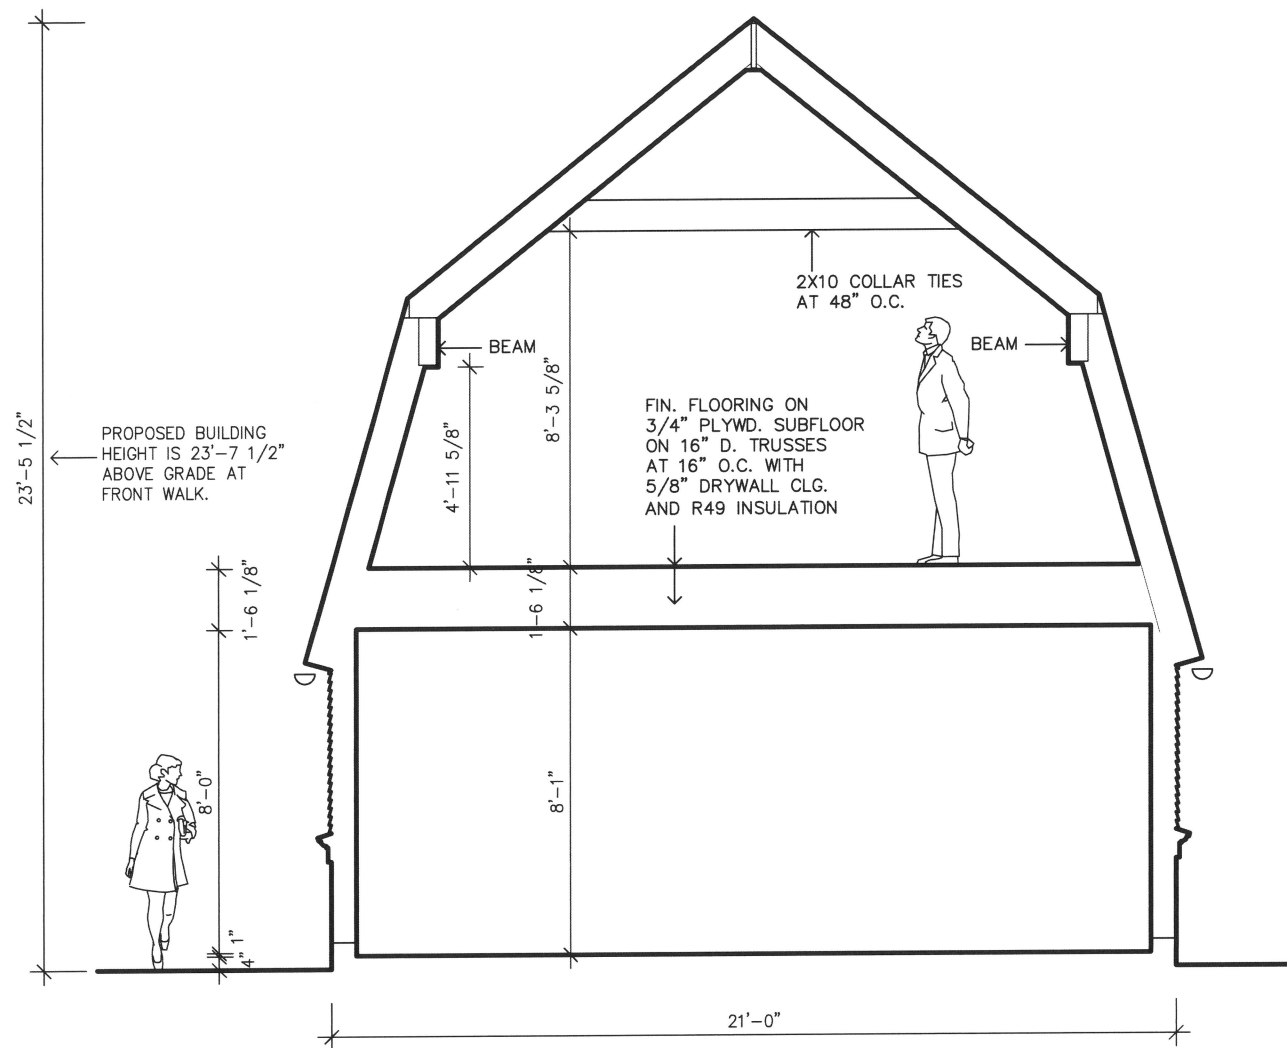 2X10 COLLAR TIES
AT 48" O.C.
BEAM
BEAM
8'-3 5/8"
4'-11 5/8"
FIN. FLOORING ON
3/4" PLYWD. SUBFLOOR
ON 16" D. TRUSSES
AT 16" O.C. WITH
5/8" DRYWALL CLG.
AND R49 INSULATION
23'-5 1/2"
PROPOSED BUILDING
HEIGHT IS 23'-7 1/2"
ABOVE GRADE AT
FRONT WALK.
1'-6 1/8"
1'-6 1/8"
8'-0"
8'-1"
1"
4"
21'-0"